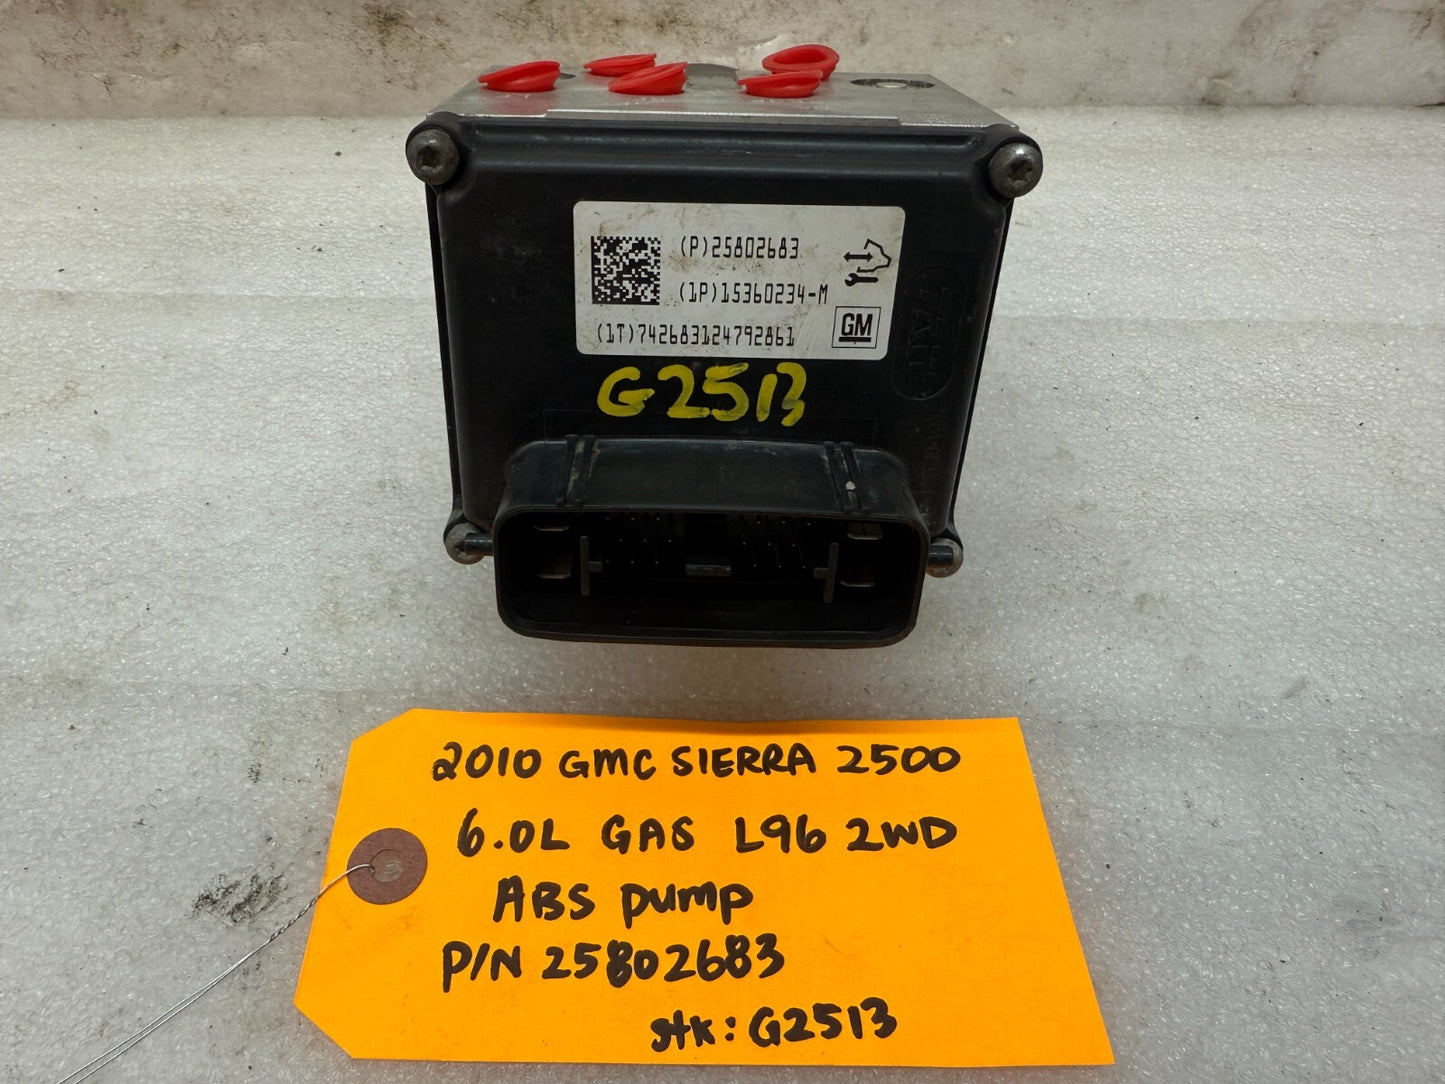 (P)25802683
(1P)15360234-M
(1T)742683124792861
GM
G2513
2010 GMC SIERRA 2500
6.0L GAS L96 2WD
ABS pump
P/N 25802683
stk: G2513